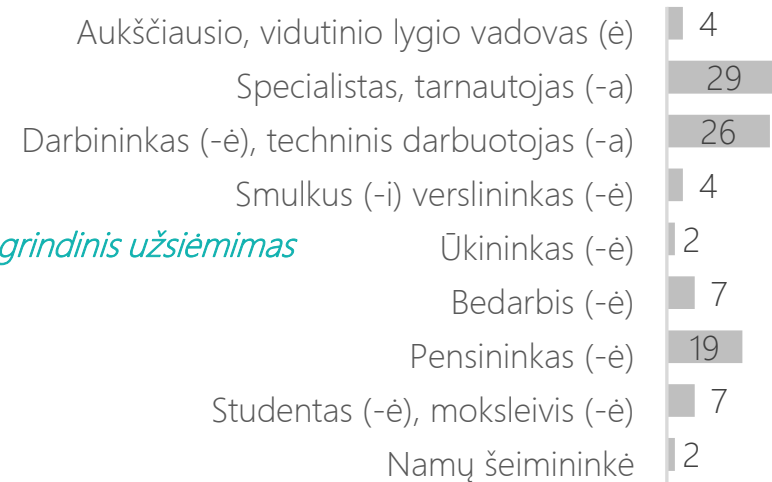 Aukščiausio, vidutinio lygio vadovas (ė) 4
Specialistas, tarnautojas (-a) 29
Darbininkas (-ė), techninis darbuotojas (-a) 26
Smulkus (-i) verslininkas (-ė) 4
grindinis užsiėmimas
Ūkininkas (-ė) 2
Bedarbis (-ė) 7
Pensininkas (-ė) 19
Studentas (-ė), moksleivis (-ė) 7
Namų šeimininkė 2